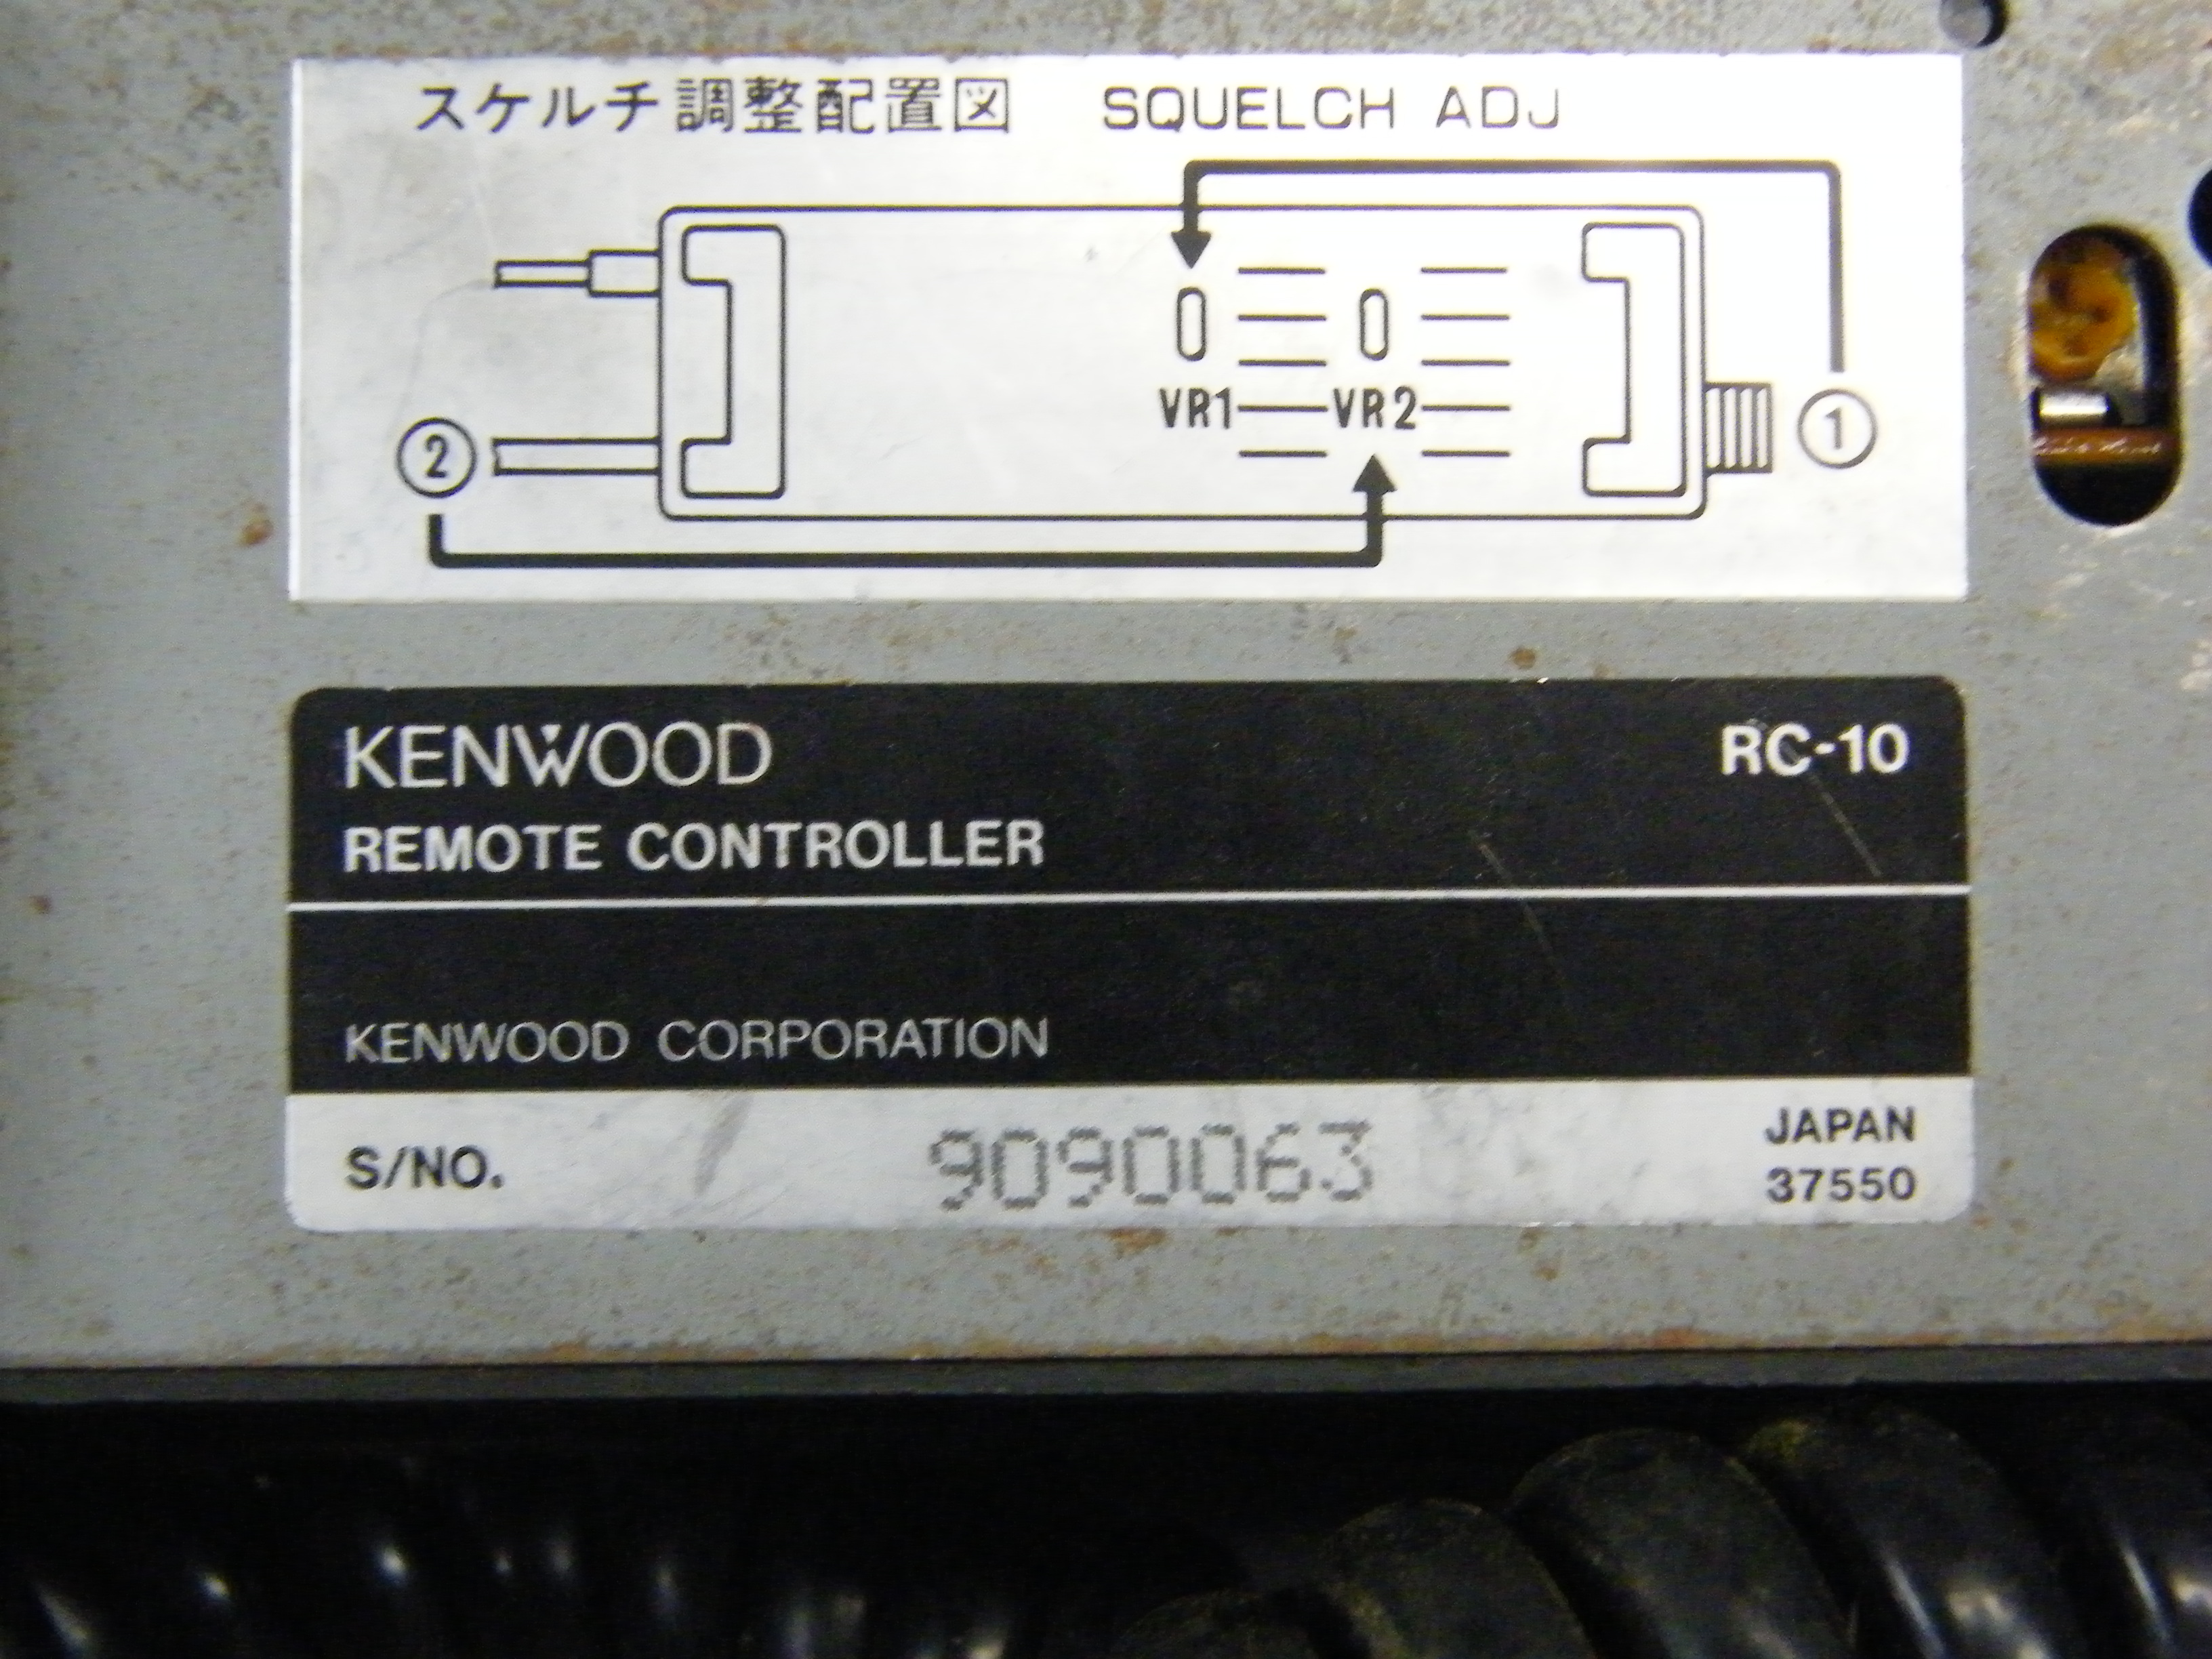 スケルチ調整配置図 SQUELCH ADJ
VR1 VR2
1
2
KENWOOD RC-10
REMOTE CONTROLLER
KENWOOD CORPORATION
S/NO. 9090063 JAPAN
37550